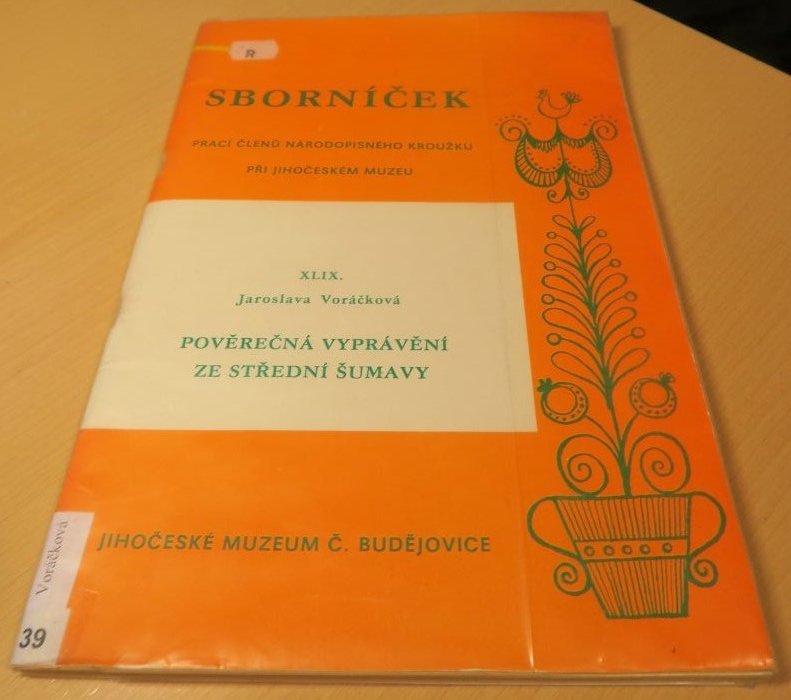 R
SBORNÍČEK
PRACÍ ČLENŮ NÁRODOPISNÉHO KROUŽKU
PŘI JIHOČESKÉM MUZEU
XLIX.
Jaroslava Voráčková
POVĚREČNÁ VYPRÁVĚNÍ
ZE STŘEDNÍ ŠUMAVY
JIHOČESKÉ MUZEUM Č. BUDĚJOVICE
Voráčková
39